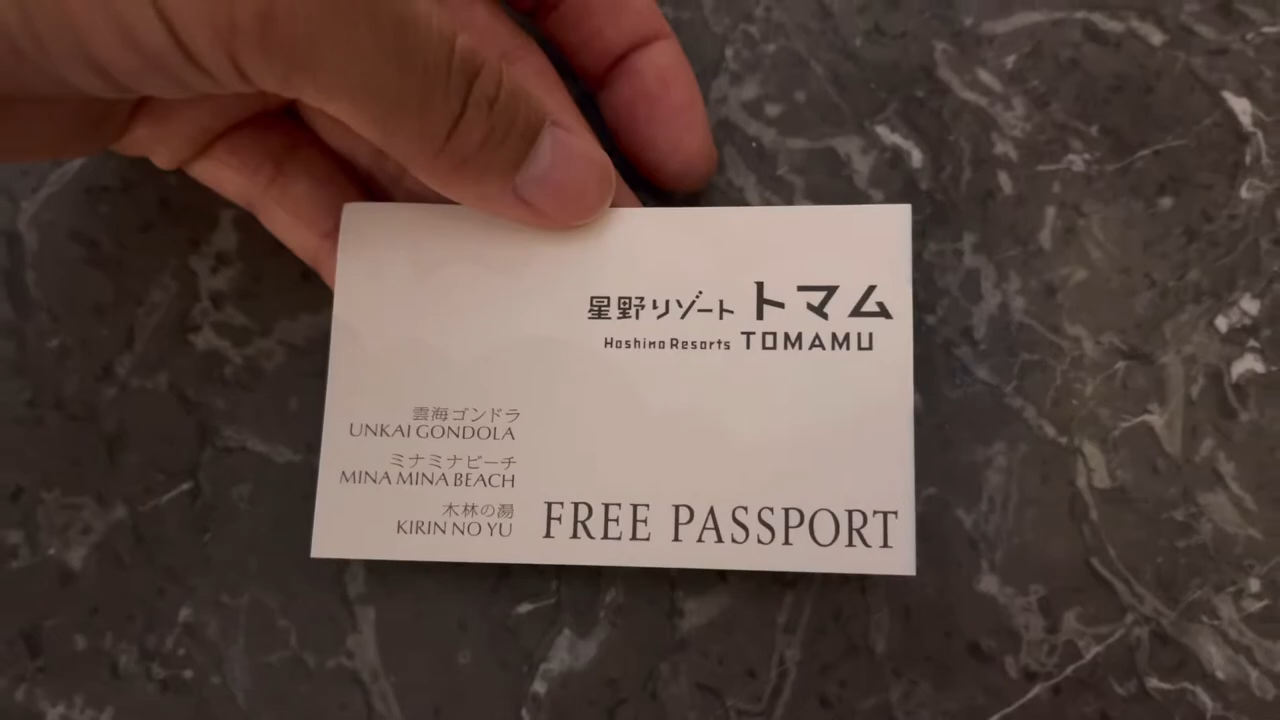 星野リゾート トマム
Hoshino Resorts TOMAMU
雲海ゴンドラ
UNKAI GONDOLA
ミナミナビーチ
MINA MINA BEACH
木林の湯
KIRIN NO YU
FREE PASSPORT